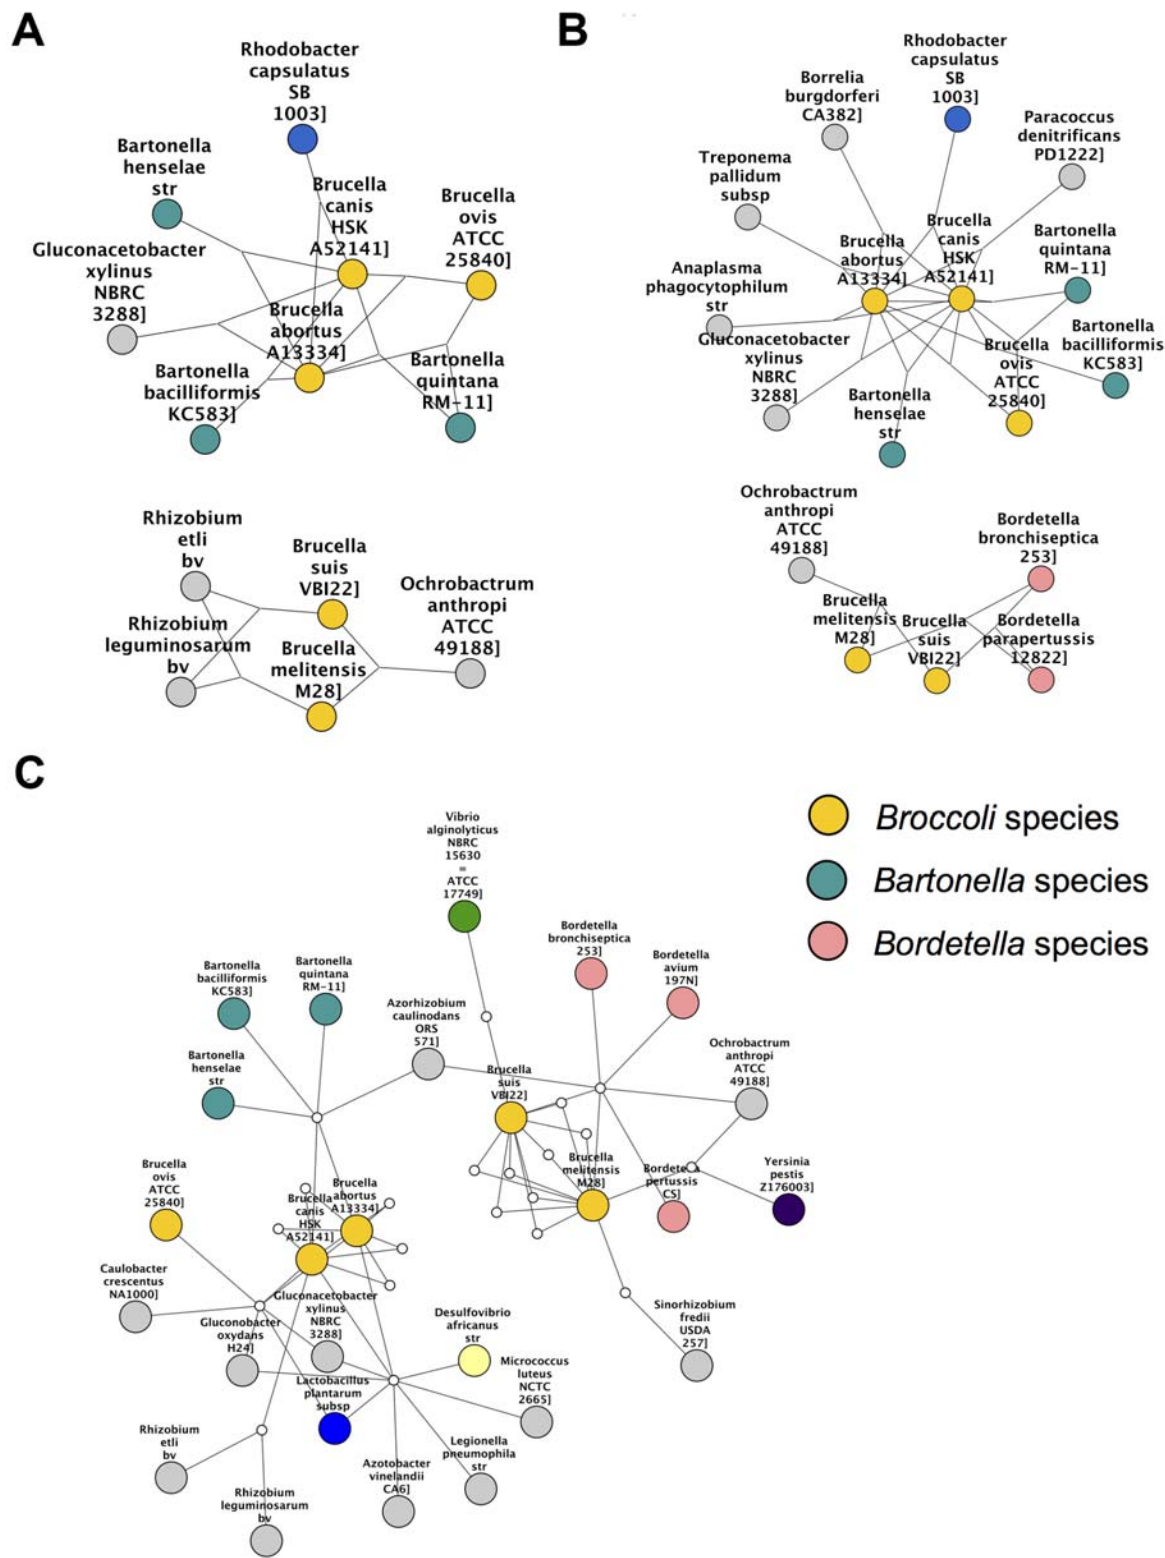 A
Rhodobacter
capsulatus
SB
1003]
Bartonella
henselae
str
Brucella
canis
HSK
A52141]
Brucella
ovis
ATCC
25840]
Gluconacetobacter
xylinus
NBRC
3288]
Brucella
abortus
A13334]
Bartonella
bacilliformis
KC583]
Bartonella
quintana
RM-11]
Rhizobium
etli
bv
Brucella
suis
VBI22]
Ochrobactrum
anthropi
ATCC
49188]
Rhizobium
leguminosarum
bv
Brucella
melitensis
M28]
B
Rhodobacter
capsulatus
SB
1003]
Borrelia
burgdorferi
CA382]
Paracoccus
denitrificans
PD1222]
Treponema
pallidum
subsp
Brucella
canis
HSK
A52141]
Brucella
abortus
A13334]
Bartonella
quintana
RM-11]
Anaplasma
phagocytophilum
str
Gluconacetobacter
xylinus
NBRC
3288]
Bartonella
bacilliformis
KC583]
Brucella
ovis
ATCC
25840]
Bartonella
henselae
str
Ochrobactrum
anthropi
ATCC
49188]
Bordetella
bronchiseptica
253]
Brucella
melitensis
M28]
Brucella
suis
VBI22]
Bordetella
parapertussis
12822]
C
Vibrio
alginolyticus
NBRC
15630
=
ATCC
17749]
Broccoli species
Bartonella species
Bordetella species
Bordetella
bronchiseptica
253]
Bordetella
avium
197N]
Bartonella
bacilliformis
KC583]
Bartonella
quintana
RM-11]
Azorhizobium
caulinodans
ORS
571]
Ochrobactrum
anthropi
ATCC
49188]
Bartonella
henselae
str
Brucella
suis
VBI22]
Brucella
melitensis
M28]
Bordetella
pertussis
CS]
Yersinia
pestis
Z176003]
Brucella
ovis
ATCC
25840]
Brucella
abortus
A13334]
Brucella
canis
HSK
A52141]
Caulobacter
crescentus
NA1000]
Gluconacetobacter
xylinus
NBRC
3288]
Gluconobacter
oxydans
H24]
Desulfovibrio
africanus
str
Sinorhizobium
fredii
USDA
257]
Micrococcus
luteus
NCTC
2665]
Lactobacillus
plantarum
subsp
Rhizobium
etli
bv
Legionella
pneumophila
str
Azotobacter
vinelandii
CA6]
Rhizobium
leguminosarum
bv